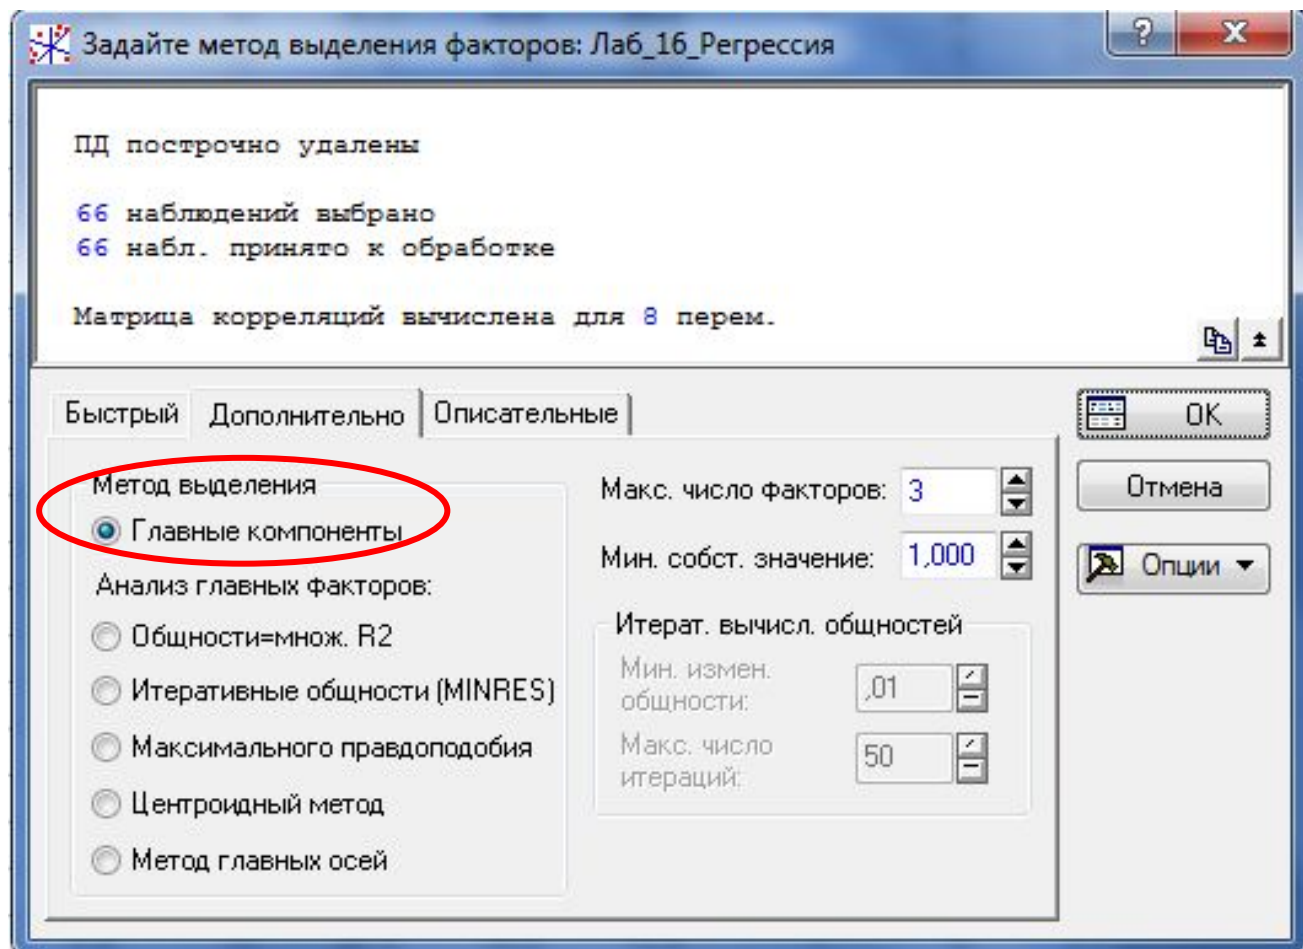 Задайте метод выделения факторов: Лаб_16_Регрессия
?
X
ПД построчно удалены
66 наблюдений выбрано
66 набл. принято к обработке
Матрица корреляций вычислена для 8 перем.
Быстрый
Дополнительно
Описательные
Метод выделения
Главные компоненты
Анализ главных факторов:
Общности=множ. R2
Итеративные общности (MINRES)
Максимального правдоподобия
Центроидный метод
Метод главных осей
Макс. число факторов: 3
Мин. собст. значение: 1,000
Итерат. вычисл. общностей
Мин. измен.
общности:
,01
Макс. число
итераций:
50
OK
Отмена
Опции